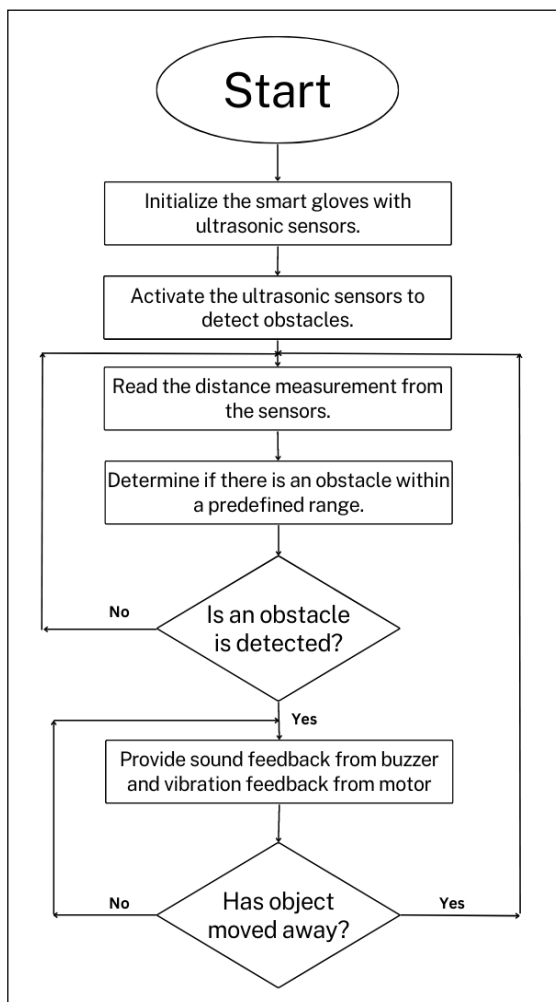 Start
Initialize the smart gloves with
ultrasonic sensors.
Activate the ultrasonic sensors to
detect obstacles.
Read the distance measurement from
the sensors.
Determine if there is an obstacle within
a predefined range.
No
Is an obstacle
is detected?
Yes
Provide sound feedback from buzzer
and vibration feedback from motor
No
Has object
moved away?
Yes